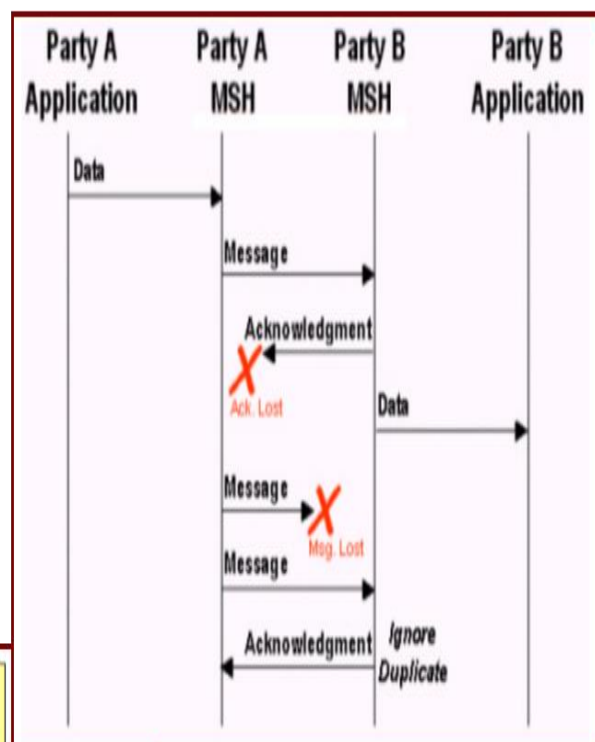 Party A Application
Party A MSH
Party B MSH
Party B Application
Data
Message
Acknowledgment
Ack. Lost
Data
Message
Msg. Lost
Message
Acknowledgment
Ignore Duplicate